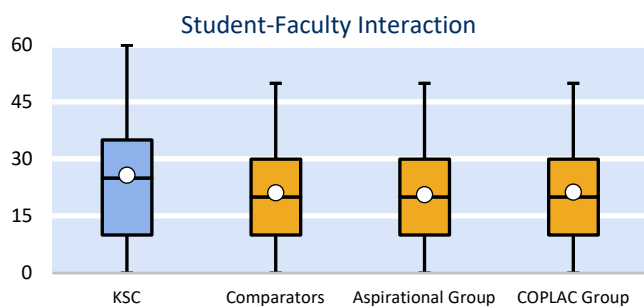 Student-Faculty Interaction
60
45
30
15
0
KSC Comparators Aspirational Group COPLAC Group